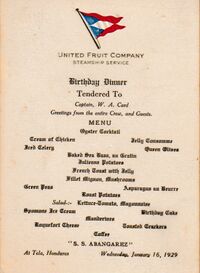 UNITED FRUIT COMPANY
STEAMSHIP SERVICE
Birthday Dinner
Tendered To
Captain, W. A. Card
Greetings from the entire Crew, and Guests.
MENU
Oyster Cocktail
Cream of Chicken Jelly Consomme
Iced Celery Queen Olives
Baked Sea Bass, au Gratin
Julienne Potatoes
French Toast with Jelly
Fillet Mignon, Mushrooms
Green Peas Asparagus au Beurre
Roast Potatoes
Salad:- Lettuce-Tomato, Mayonnaise
Spumone Ice Cream Birthday Cake
Mandarines
Roquefort Cheese Toasted Crackers
Coffee
"S. S. ABANGAREZ"
At Tela, Honduras Wednesday, January 16, 1929